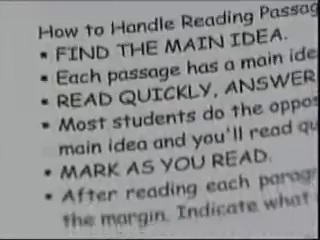 How to Handle Reading
• FIND THE MAIN IDEA.
• Each passage has a main
• READ QUICKLY, ANSWER
• Most students do the
main idea and you'll read
• MARK AS YOU READ.
• After reading each
the margin. Indicate what